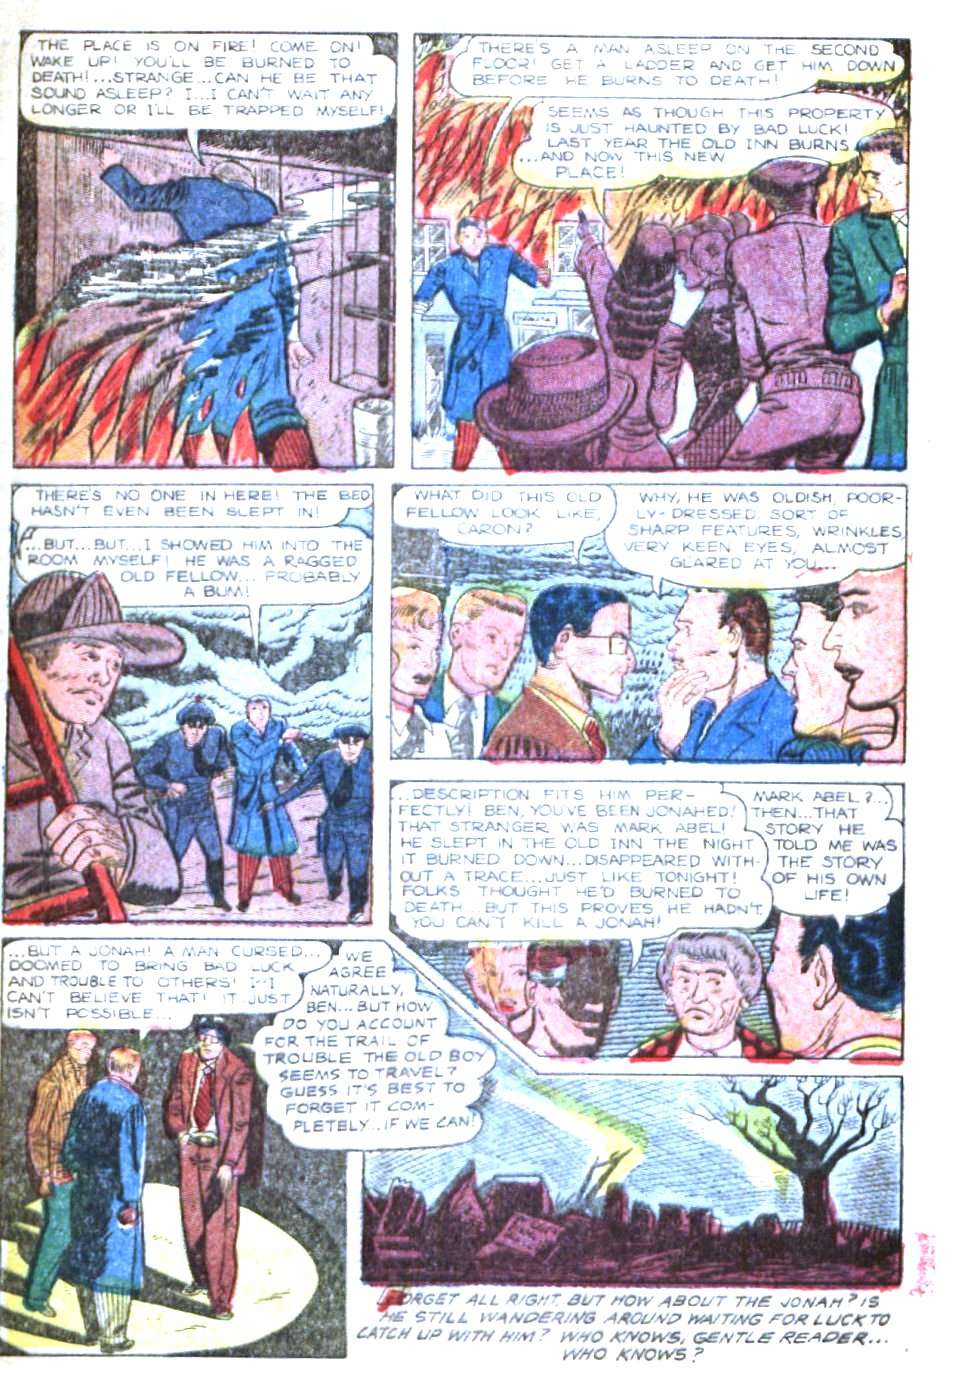 THE PLACE IS ON FIRE! COME ON!
WAKE UP! YOU'LL BE BURNED TO
DEATH!...STRANGE...CAN HE BE THAT
SOUND ASLEEP? I...I CAN'T WAIT ANY
LONGER OR I'LL BE TRAPPED MYSELF!
THERE'S A MAN ASLEEP ON THE SECOND
FLOOR! GET A LADDER AND GET HIM DOWN
BEFORE HE BURNS TO DEATH!
SEEMS AS THOUGH THIS PROPERTY
IS JUST HAUNTED BY BAD LUCK!
LAST YEAR THE OLD INN BURNS
...AND NOW THIS NEW
PLACE!
THERE'S NO ONE IN HERE! THE BED
HASN'T EVEN BEEN SLEPT IN!
...BUT...BUT...I SHOWED HIM INTO THE
ROOM MYSELF! HE WAS A RAGGED
OLD FELLOW... PROBABLY
A BUM!
WHAT DID THIS OLD
FELLOW LOOK LIKE,
CARON?
WHY, HE WAS OLDISH, POOR-
LY-DRESSED, SORT OF
SHARP FEATURES, WRINKLES,
VERY KEEN EYES, ALMOST
GLARED AT YOU...
...DESCRIPTION FITS HIM PER-
FECTLY! BEN, YOU'VE BEEN JONAHED!
THAT STRANGER WAS MARK ABEL!
HE SLEPT IN THE OLD INN THE NIGHT
IT BURNED DOWN...DISAPPEARED WITH-
OUT A TRACE...JUST LIKE TONIGHT!
FOLKS THOUGHT HE'D BURNED TO
DEATH...BUT THIS PROVES HE HADN'T.
YOU CAN'T KILL A JONAH!
MARK ABEL?...
THEN...THAT
STORY HE
TOLD ME WAS
THE STORY
OF HIS OWN
LIFE!
...BUT A JONAH! A MAN CURSED...
DOOMED TO BRING BAD LUCK
AND TROUBLE TO OTHERS! I--I
CAN'T BELIEVE THAT! IT JUST
ISN'T POSSIBLE...
WE
AGREE
NATURALLY,
BEN...BUT HOW
DO YOU ACCOUNT
FOR THE TRAIL OF
TROUBLE THE OLD BOY
SEEMS TO TRAVEL?
GUESS IT'S BEST TO
FORGET IT COM-
PLETELY...IF WE CAN!
FORGET ALL RIGHT, BUT HOW ABOUT THE JONAH? IS
HE STILL WANDERING AROUND WAITING FOR LUCK TO
CATCH UP WITH HIM? WHO KNOWS, GENTLE READER...
WHO KNOWS?